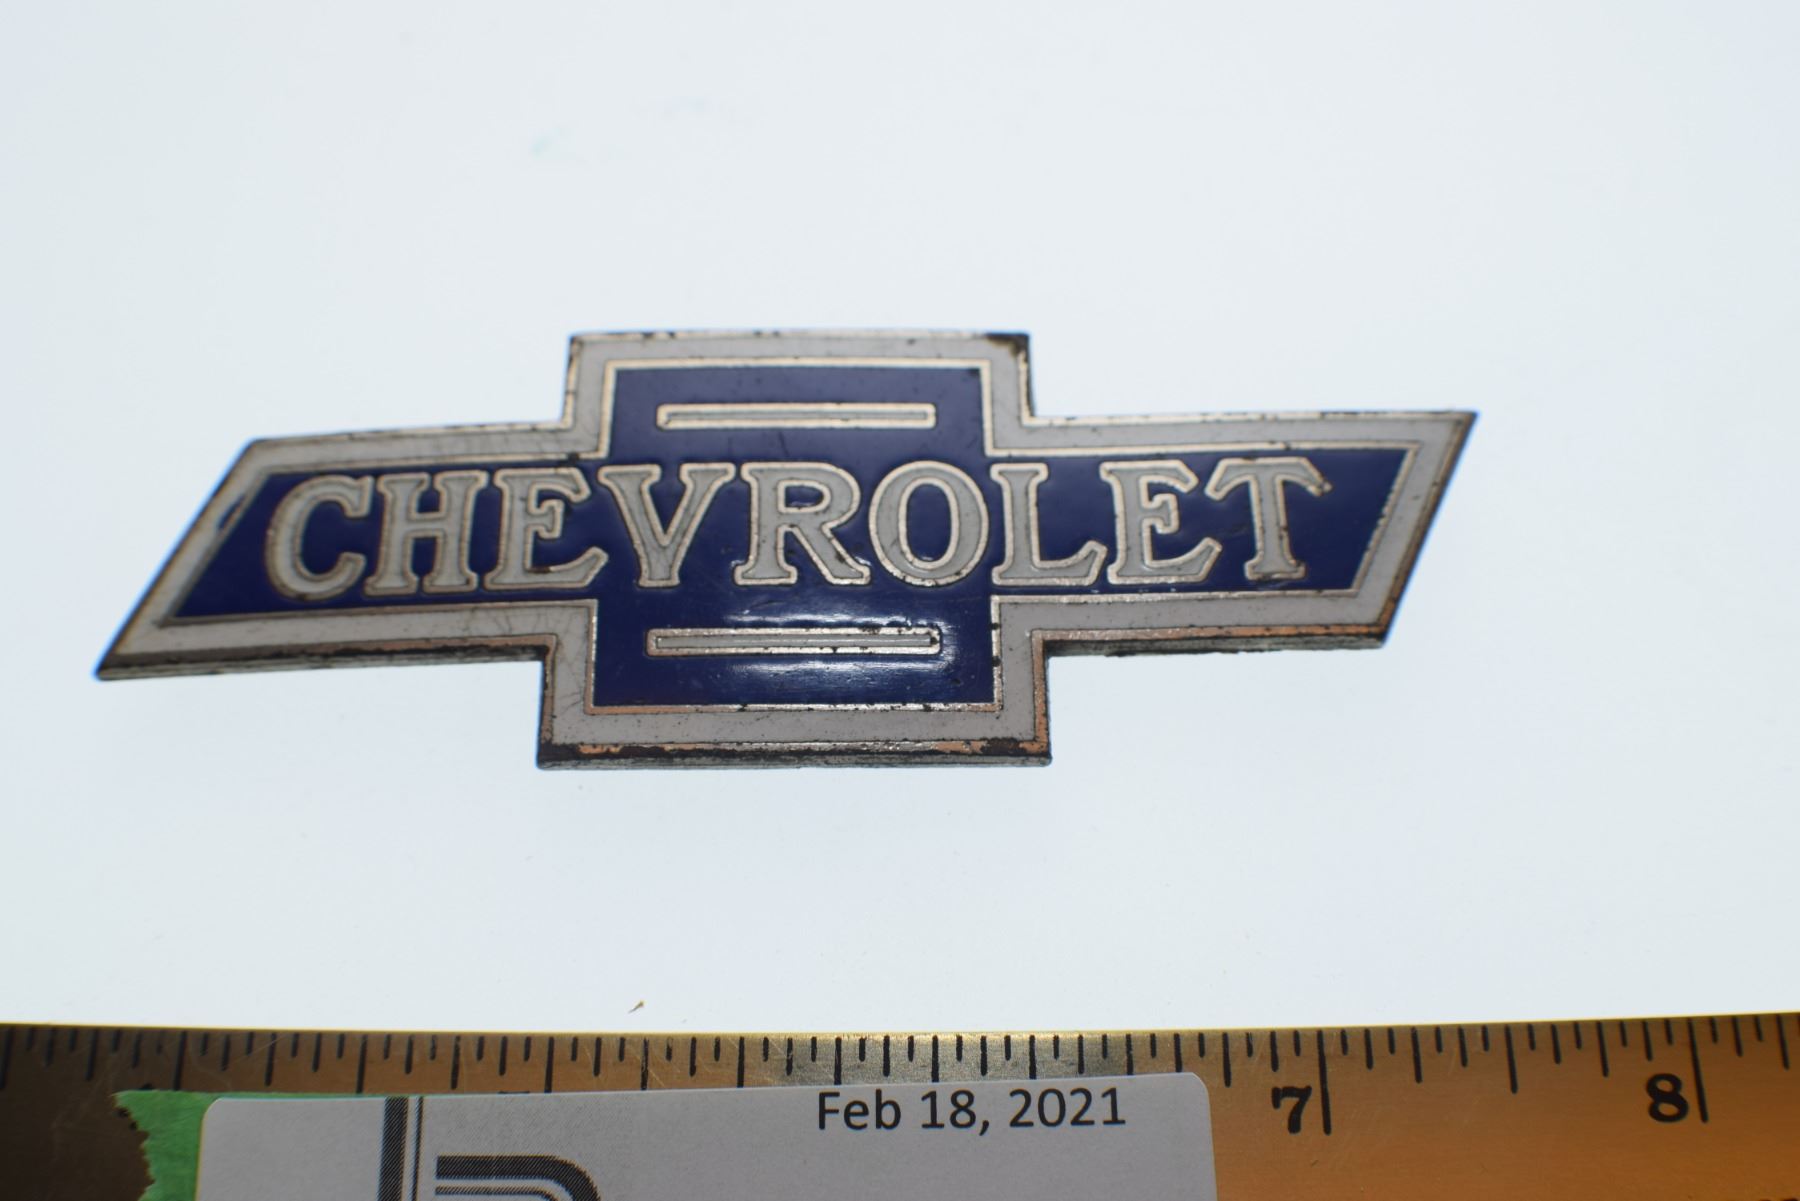 CHEVROLET
7
8
Feb 18, 2021